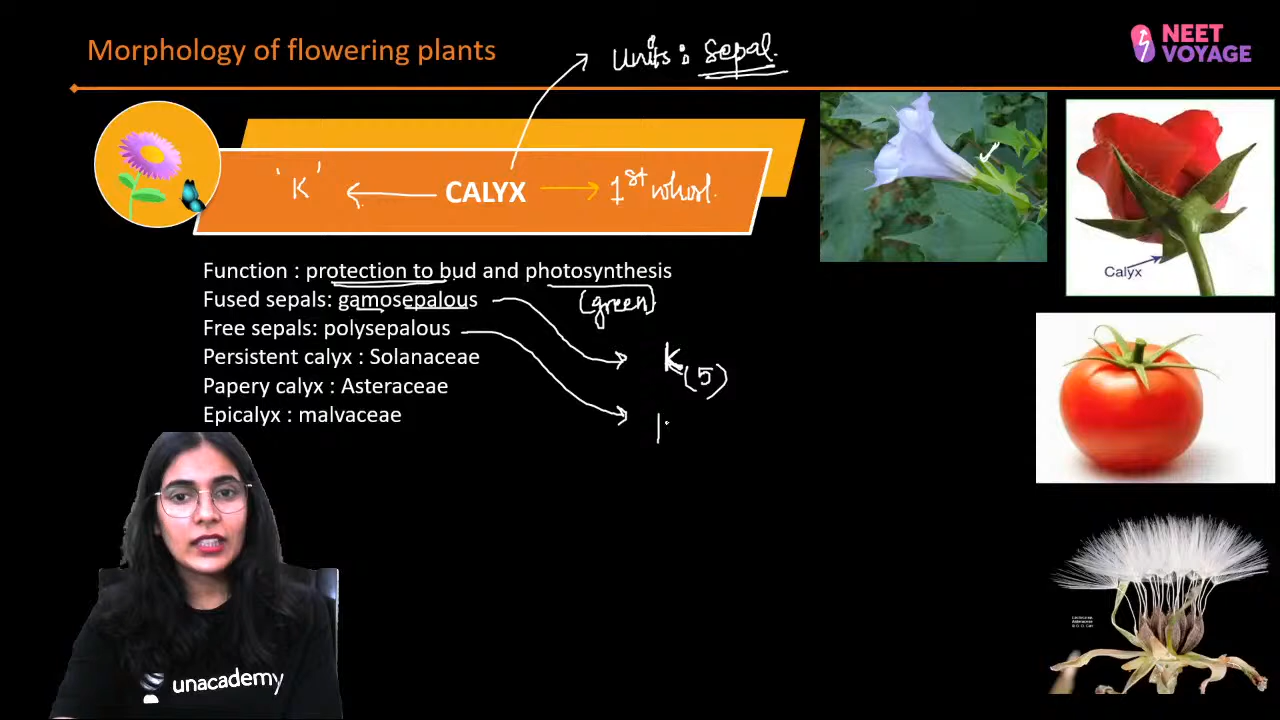 Morphology of flowering plants
Units : Sepal
NEET
VOYAGE
'K'
CALYX
1st whorl
Function : protection to bud and photosynthesis
(green)
Fused sepals: gamosepalous
Free sepals: polysepalous
Persistent calyx : Solanaceae
K(5)
Papery calyx : Asteraceae
Epicalyx : malvaceae
Calyx
unacademy